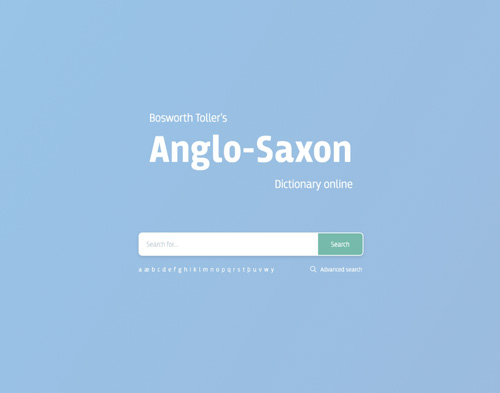 Bosworth Toller's
Anglo-Saxon
Dictionary online
Search for...
Search
a æ b c d e f g h i k l m n o p q r s t b u v w y
Advanced search